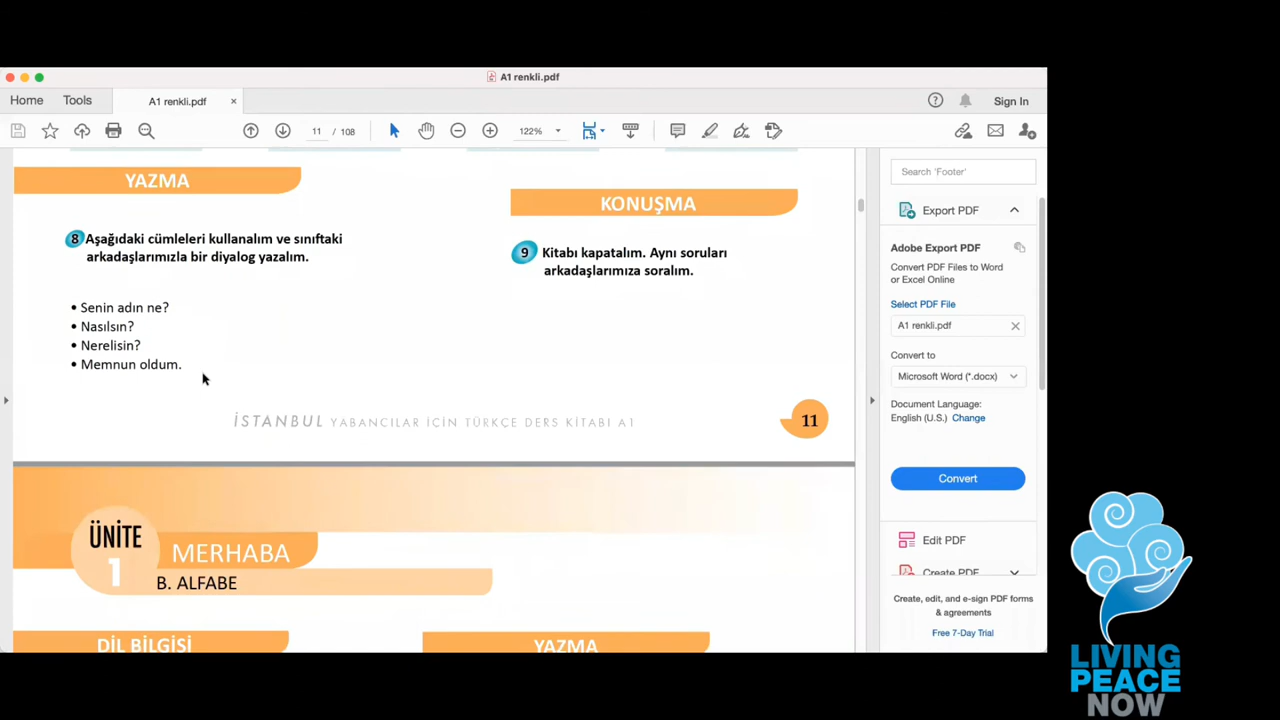 A1 renkli.pdf
Home
Tools
A1 renkli.pdf
Sign In
11 / 108
122%
YAZMA
8 Aşağıdaki cümleleri kullanalım ve sınıftaki
arkadaşlarımızla bir diyalog yazalım.
• Senin adın ne?
• Nasılsın?
• Nerelisin?
• Memnun oldum.
KONUŞMA
9 Kitabı kapatalım. Aynı soruları
arkadaşlarımıza soralım.
İSTANBUL YABANCILAR İÇİN TÜRKÇE DERS KİTABI A1
11
ÜNİTE
1
MERHABA
B. ALFABE
DİL BİLGİSİ
YAZMA
Search 'Footer'
Export PDF
Adobe Export PDF
Convert PDF Files to Word
or Excel Online
Select PDF File
A1 renkli.pdf
Convert to
Microsoft Word (*.docx)
Document Language:
English (U.S.) Change
Convert
Edit PDF
Create PDF
Create, edit, and e-sign PDF forms
& agreements
Free 7-Day Trial
LIVING
PEACE
NOW